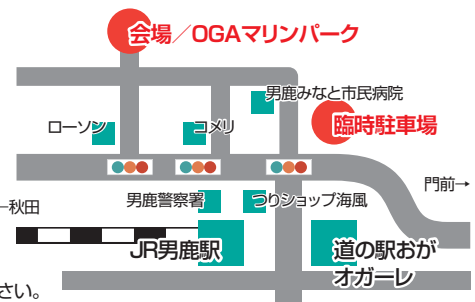 会場／OGAマリンパーク
男鹿みなと市民病院
ローソン
コメリ
臨時駐車場
門前→
秋田
男鹿警察署
つりショップ海風
JR男鹿駅
道の駅おが
オガーレ
さい。